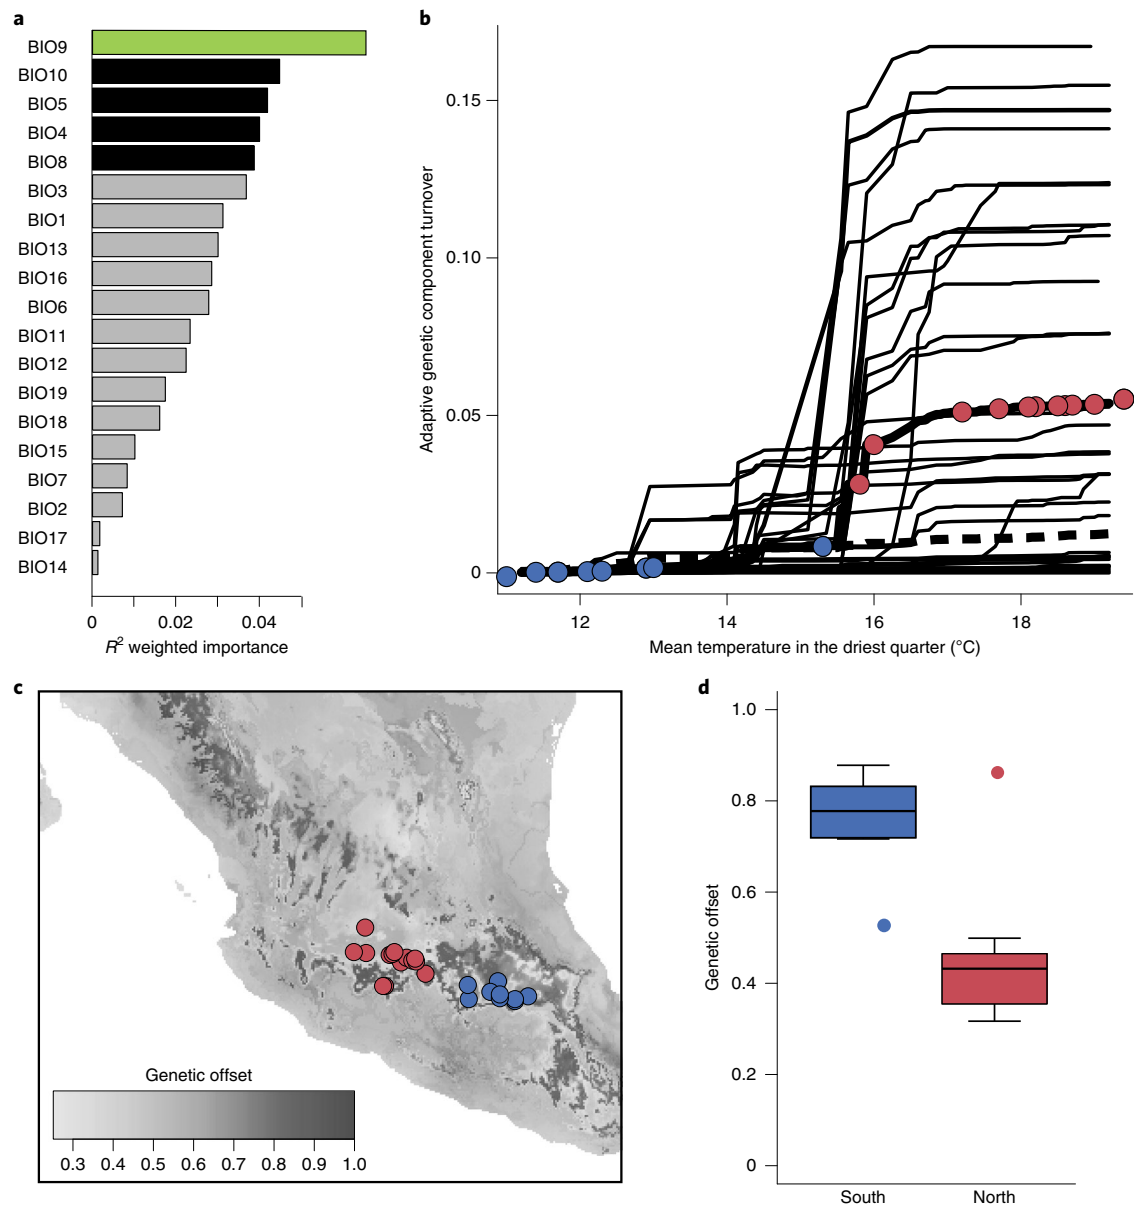 a
BIO9
BIO10
BIO5
BIO4
BIO8
BIO3
BIO1
BIO13
BIO16
BIO6
BIO11
BIO12
BIO19
BIO18
BIO15
BIO7
BIO2
BIO17
BIO14
0 0.02 0.04
R² weighted importance
b
Adaptive genetic component turnover
0.15
0.10
0.05
0
12 14 16 18
Mean temperature in the driest quarter (°C)
c
Genetic offset
0.3 0.4 0.5 0.6 0.7 0.8 0.9 1.0
d
Genetic offset
1.0
0.8
0.6
0.4
0.2
0
South North